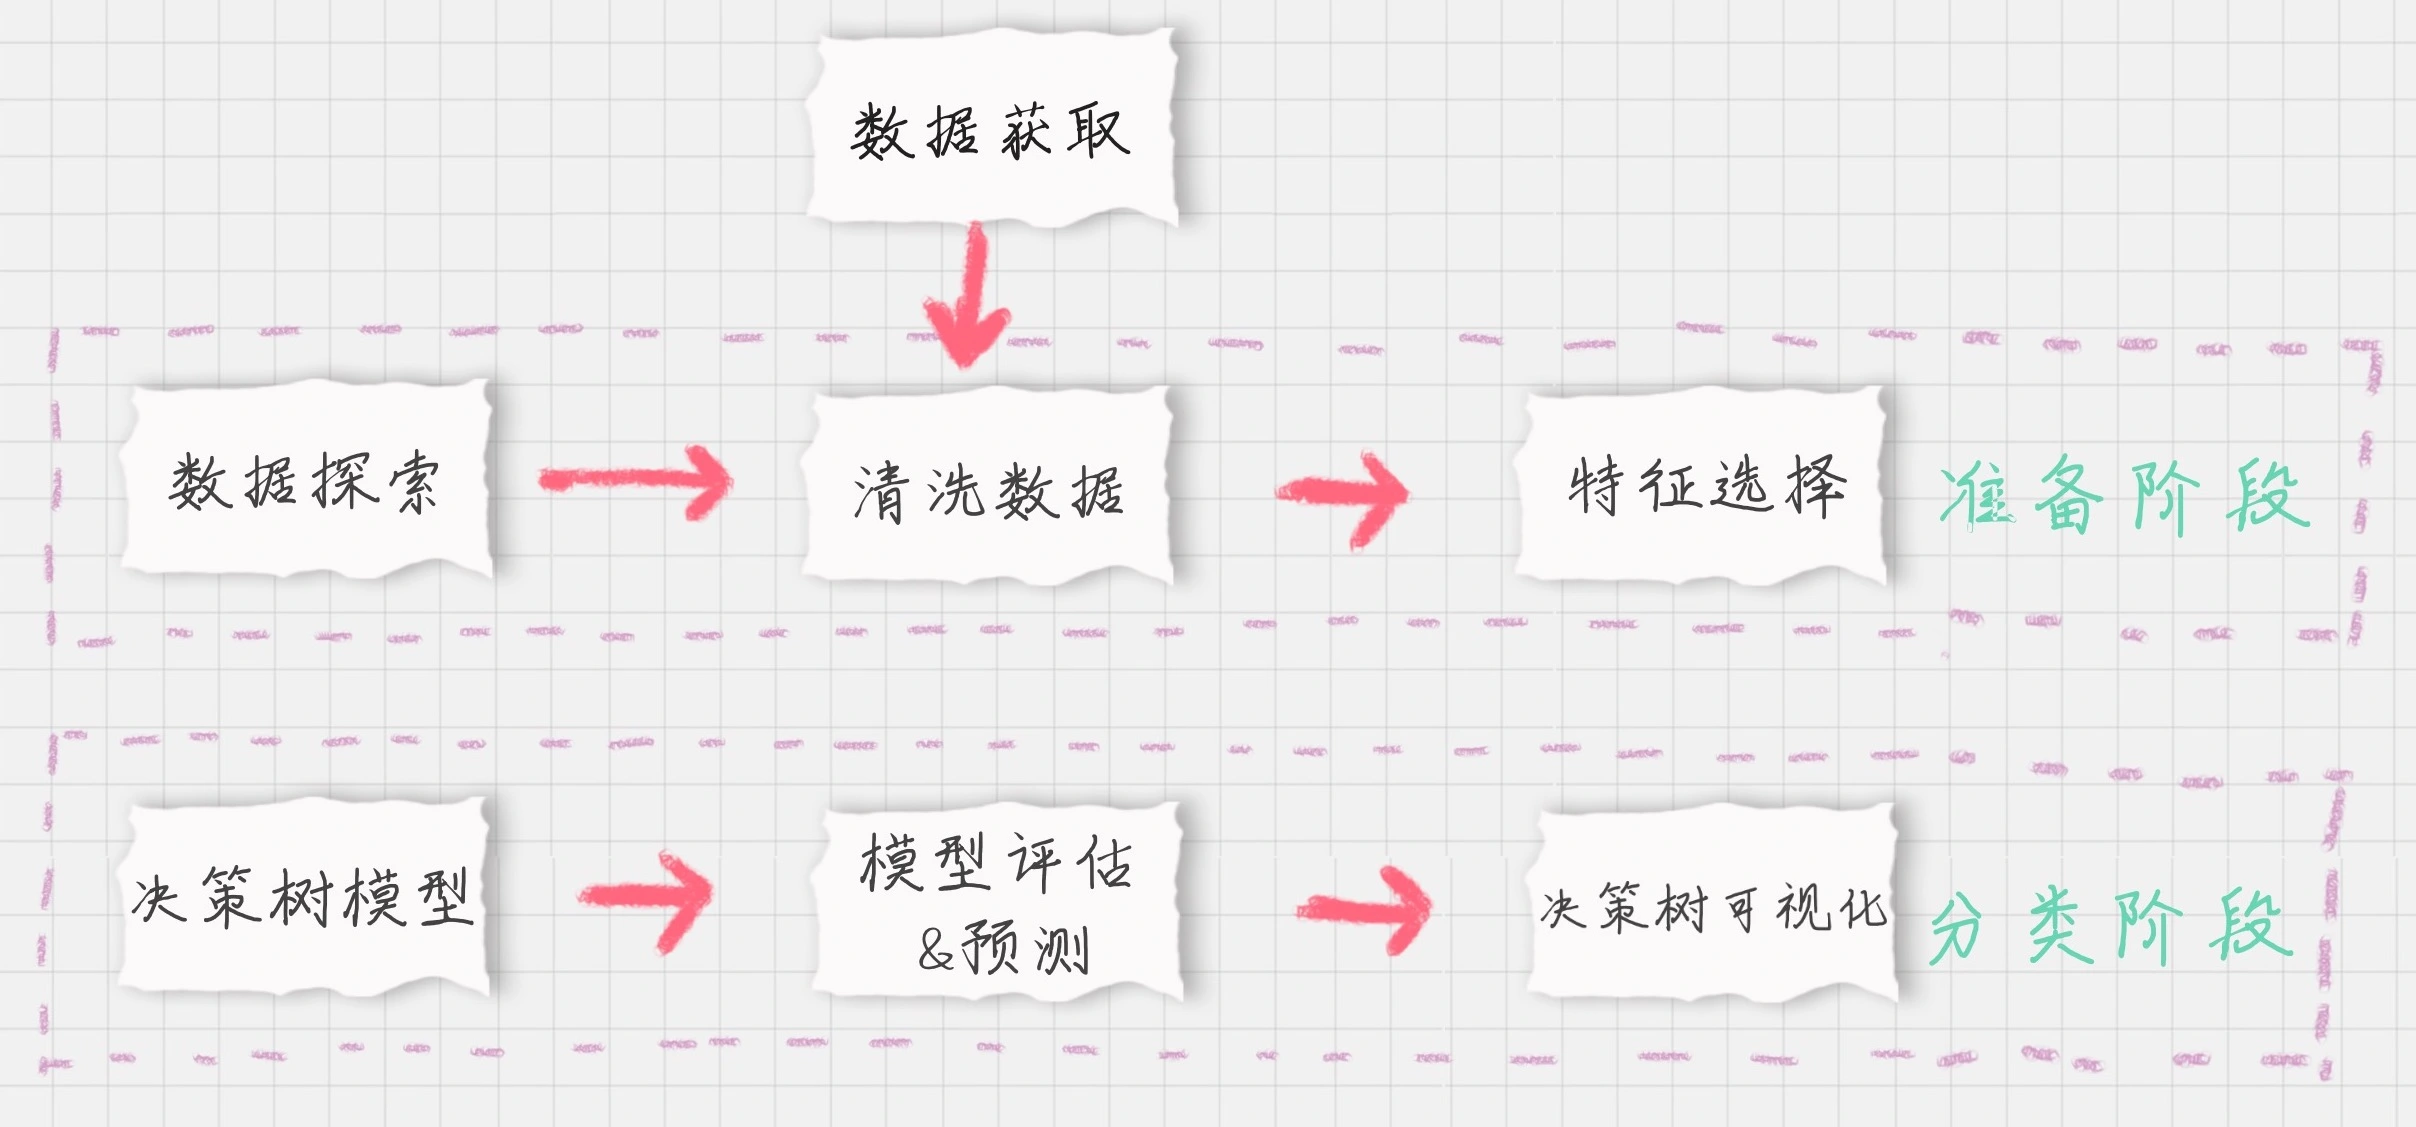 数据获取
数据探索
清洗数据
特征选择
准备阶段
决策树模型
模型评估
&预测
决策树可视化
分类阶段